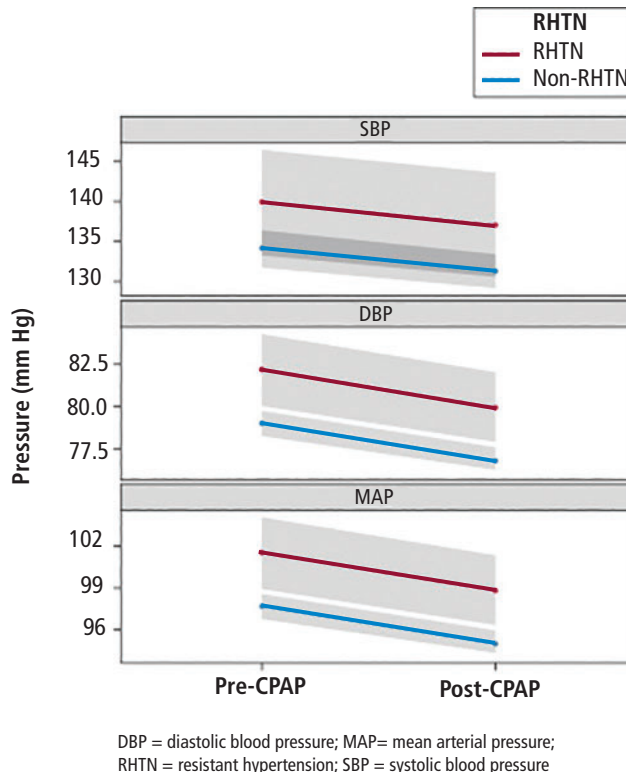 RHTN
RHTN
Non-RHTN
SBP
145
140
135
130
DBP
82.5
80.0
77.5
MAP
102
99
96
Pressure (mm Hg)
Pre-CPAP Post-CPAP
DBP = diastolic blood pressure; MAP= mean arterial pressure;
RHTN = resistant hypertension; SBP = systolic blood pressure